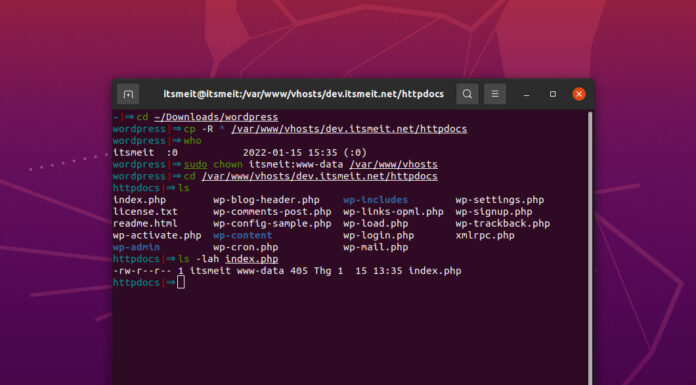 itsmeit@itsmeit:/var/www/vhosts/dev.itsmeit.net/httpdocs
~|⇒ cd ~/Downloads/wordpress
wordpress|⇒ cp -R * /var/www/vhosts/dev.itsmeit.net/httpdocs
wordpress|⇒ who
itsmeit :0 2022-01-15 15:35 (:0)
wordpress|⇒ sudo chown itsmeit:www-data /var/www/vhosts
wordpress|⇒ cd /var/www/vhosts/dev.itsmeit.net/httpdocs
httpdocs|⇒ ls
index.php wp-blog-header.php wp-includes wp-settings.php
license.txt wp-comments-post.php wp-links-opml.php wp-signup.php
readme.html wp-config-sample.php wp-load.php wp-trackback.php
wp-activate.php wp-content wp-login.php xmlrpc.php
wp-admin wp-cron.php wp-mail.php
httpdocs|⇒ ls -lah index.php
-rw-r--r-- 1 itsmeit www-data 405 Thg 1 15 13:35 index.php
httpdocs|⇒